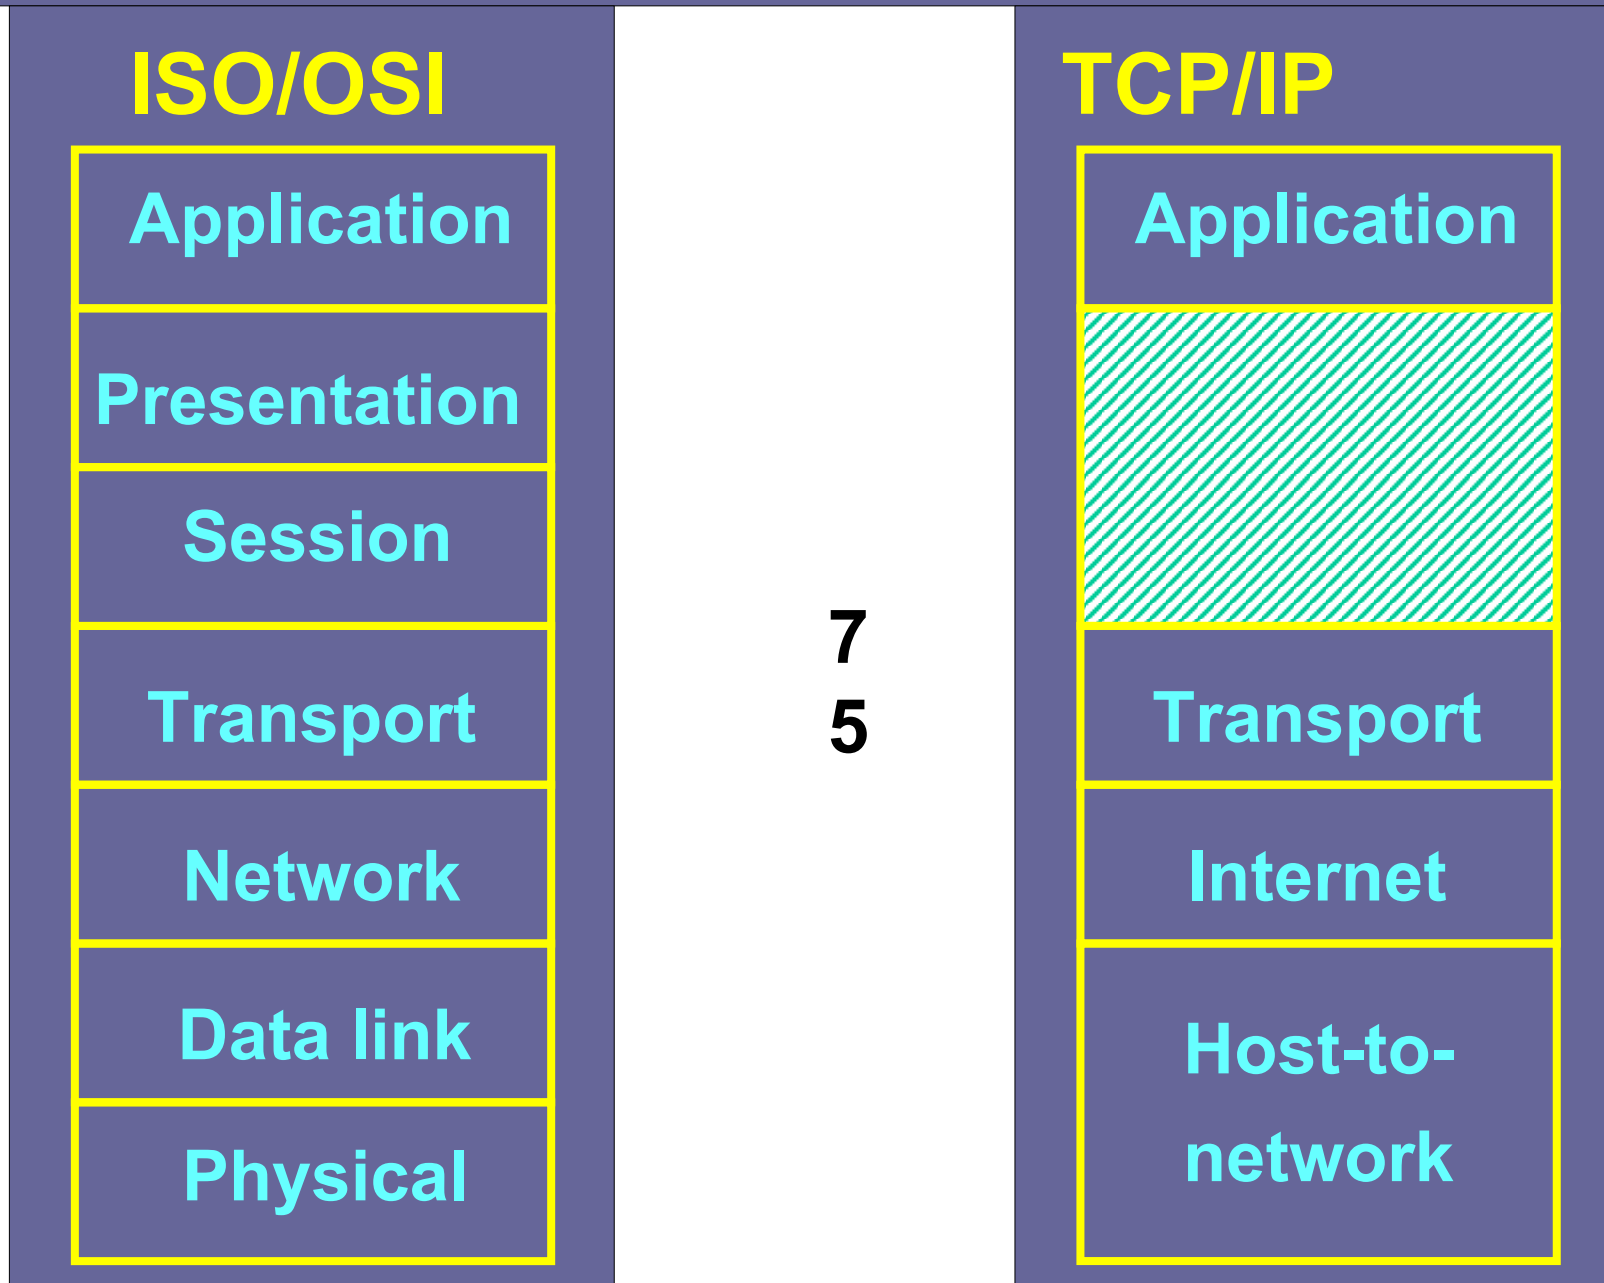 ISO/OSI
Application
Presentation
Session
Transport
Network
Data link
Physical
7
5
TCP/IP
Application
Transport
Internet
Host-to-
network